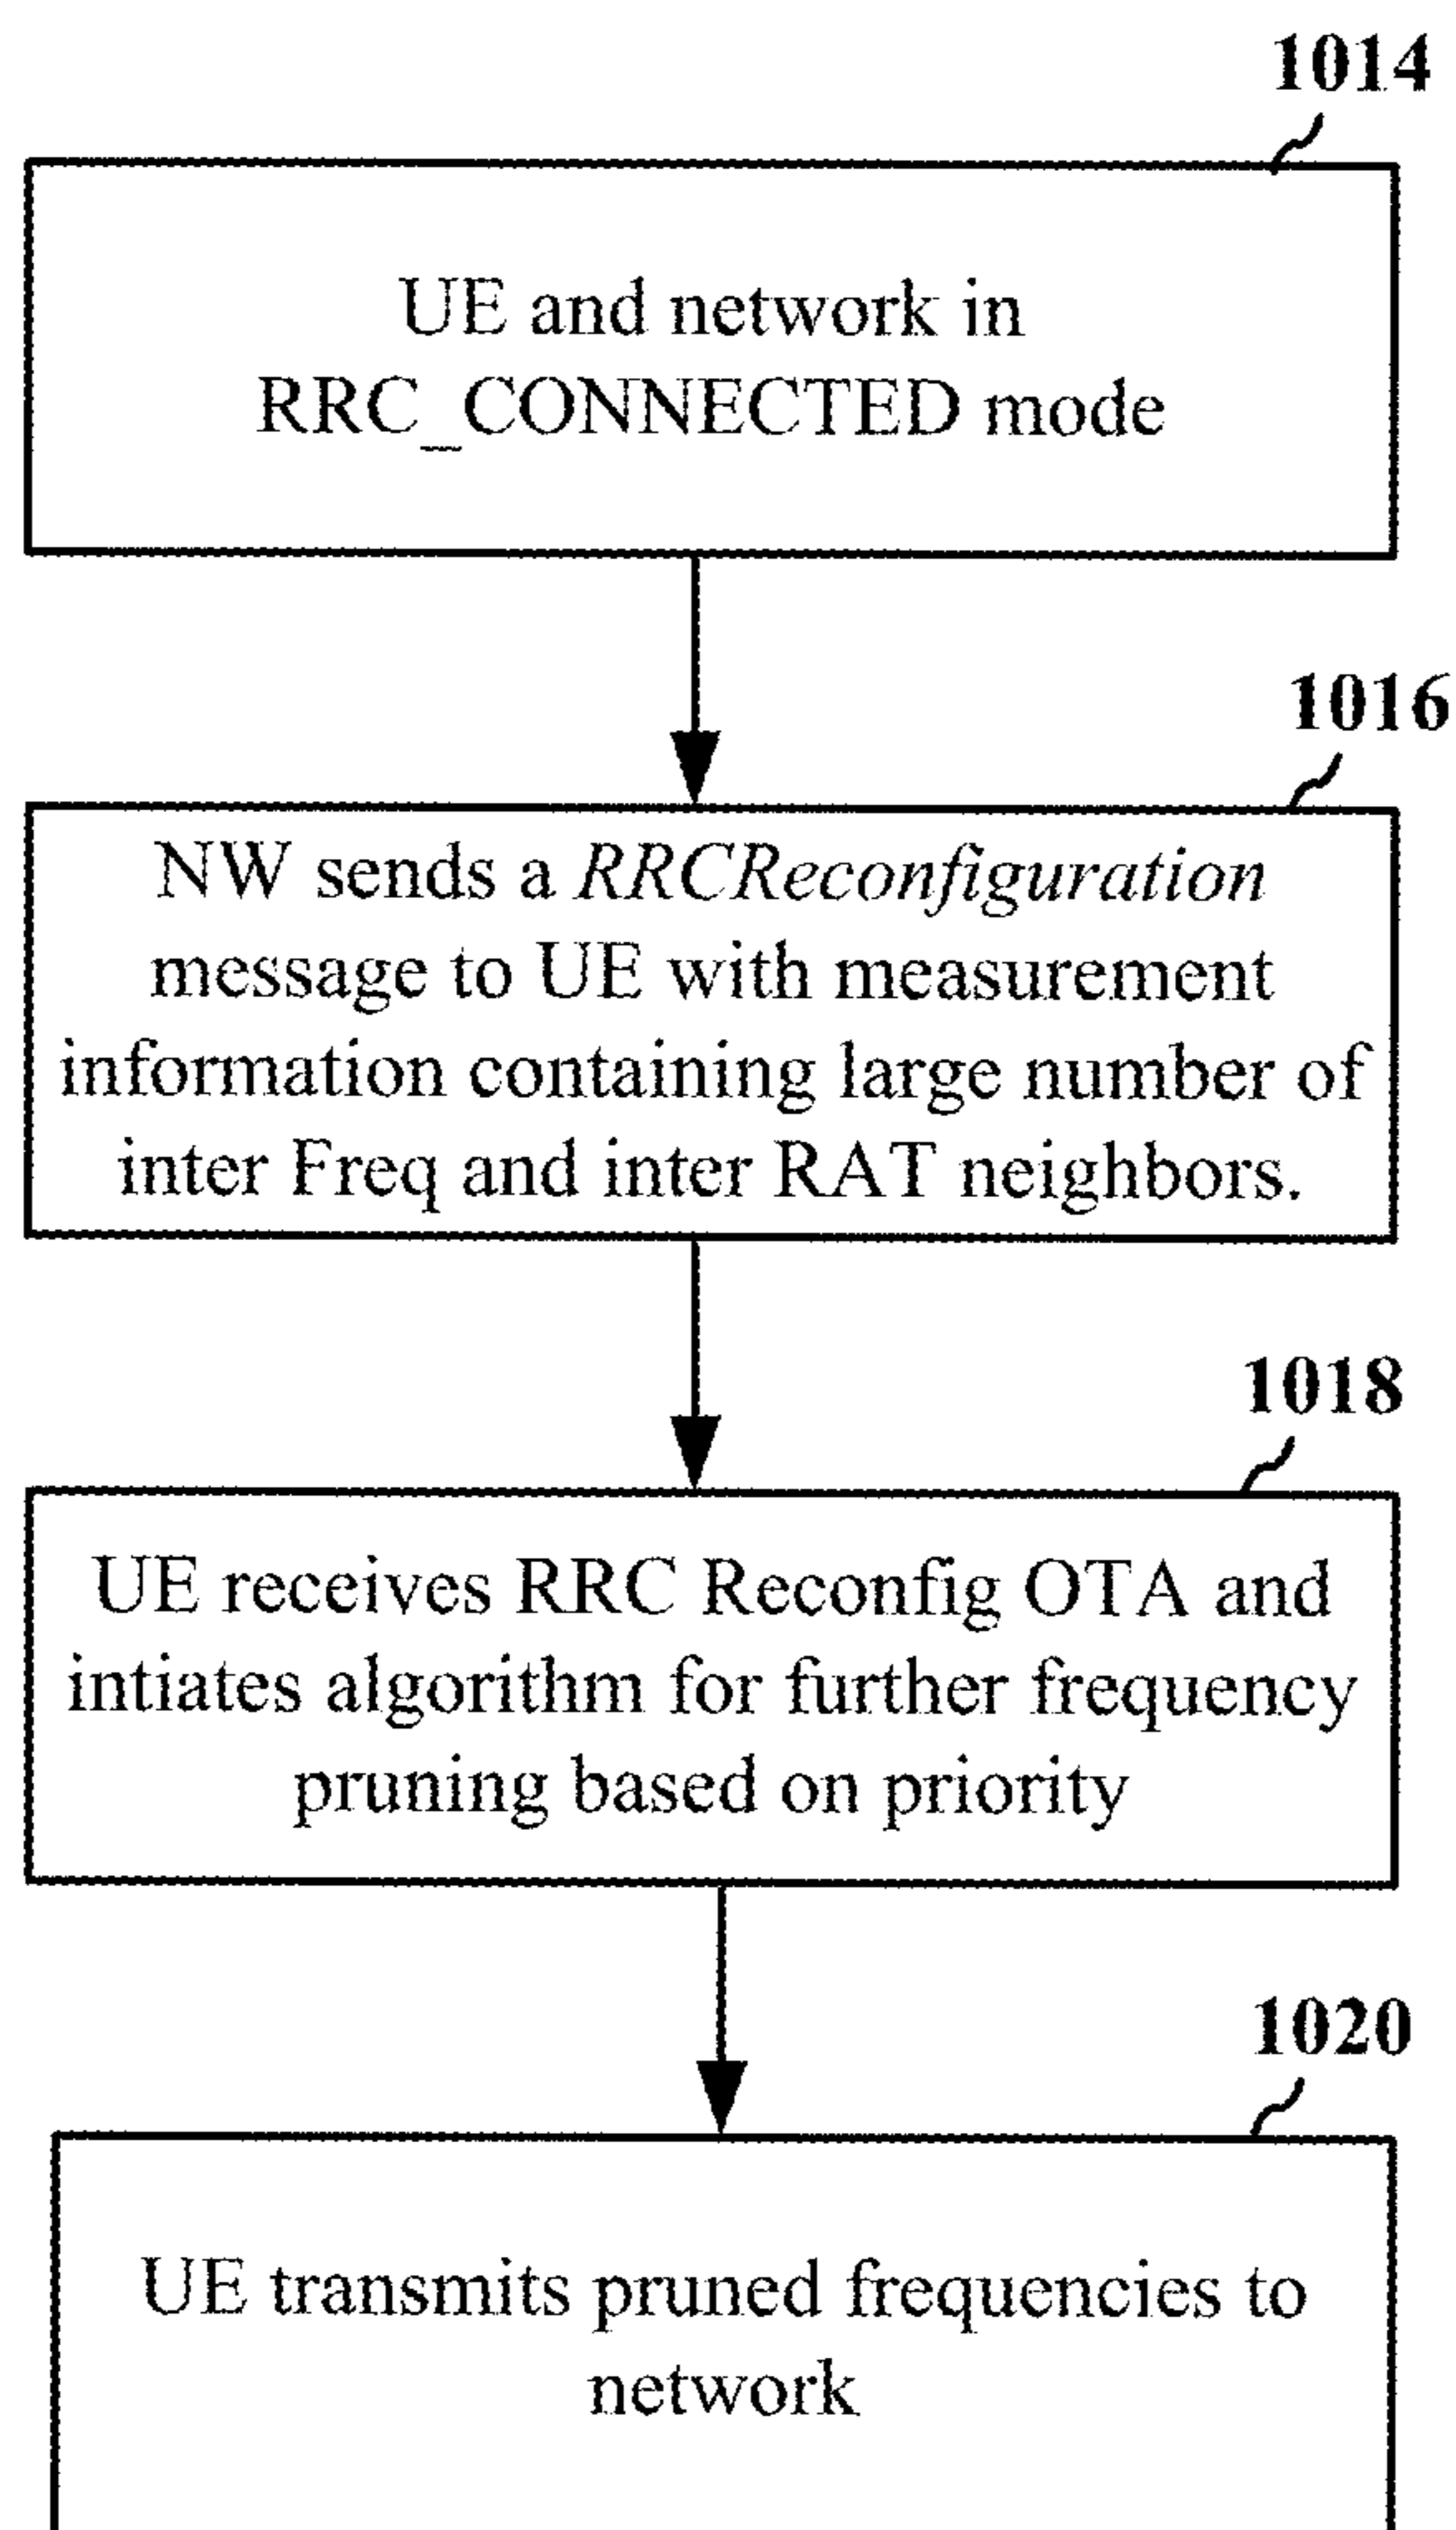 1014
UE and network in
RRC_CONNECTED mode
1016
NW sends a RRCReconfiguration
message to UE with measurement
information containing large number of
inter Freq and inter RAT neighbors.
1018
UE receives RRC Reconfig OTA and
intiates algorithm for further frequency
pruning based on priority
1020
UE transmits pruned frequencies to
network